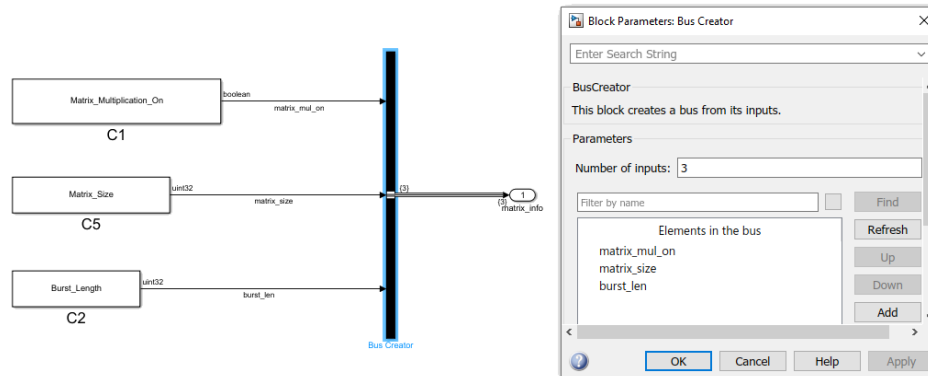 Matrix_Multiplication_On
boolean
matrix_mul_on
C1
Matrix_Size
uint32
matrix_size
C5
Burst_Length
uint32
burst_len
C2
{3}
{3}
1
matrix_info
Bus Creator
Block Parameters: Bus Creator
Enter Search String
BusCreator
This block creates a bus from its inputs.
Parameters
Number of inputs: 3
Filter by name
Find
Elements in the bus
Refresh
matrix_mul_on
matrix_size
burst_len
Up
Down
Add
OK Cancel Help Apply